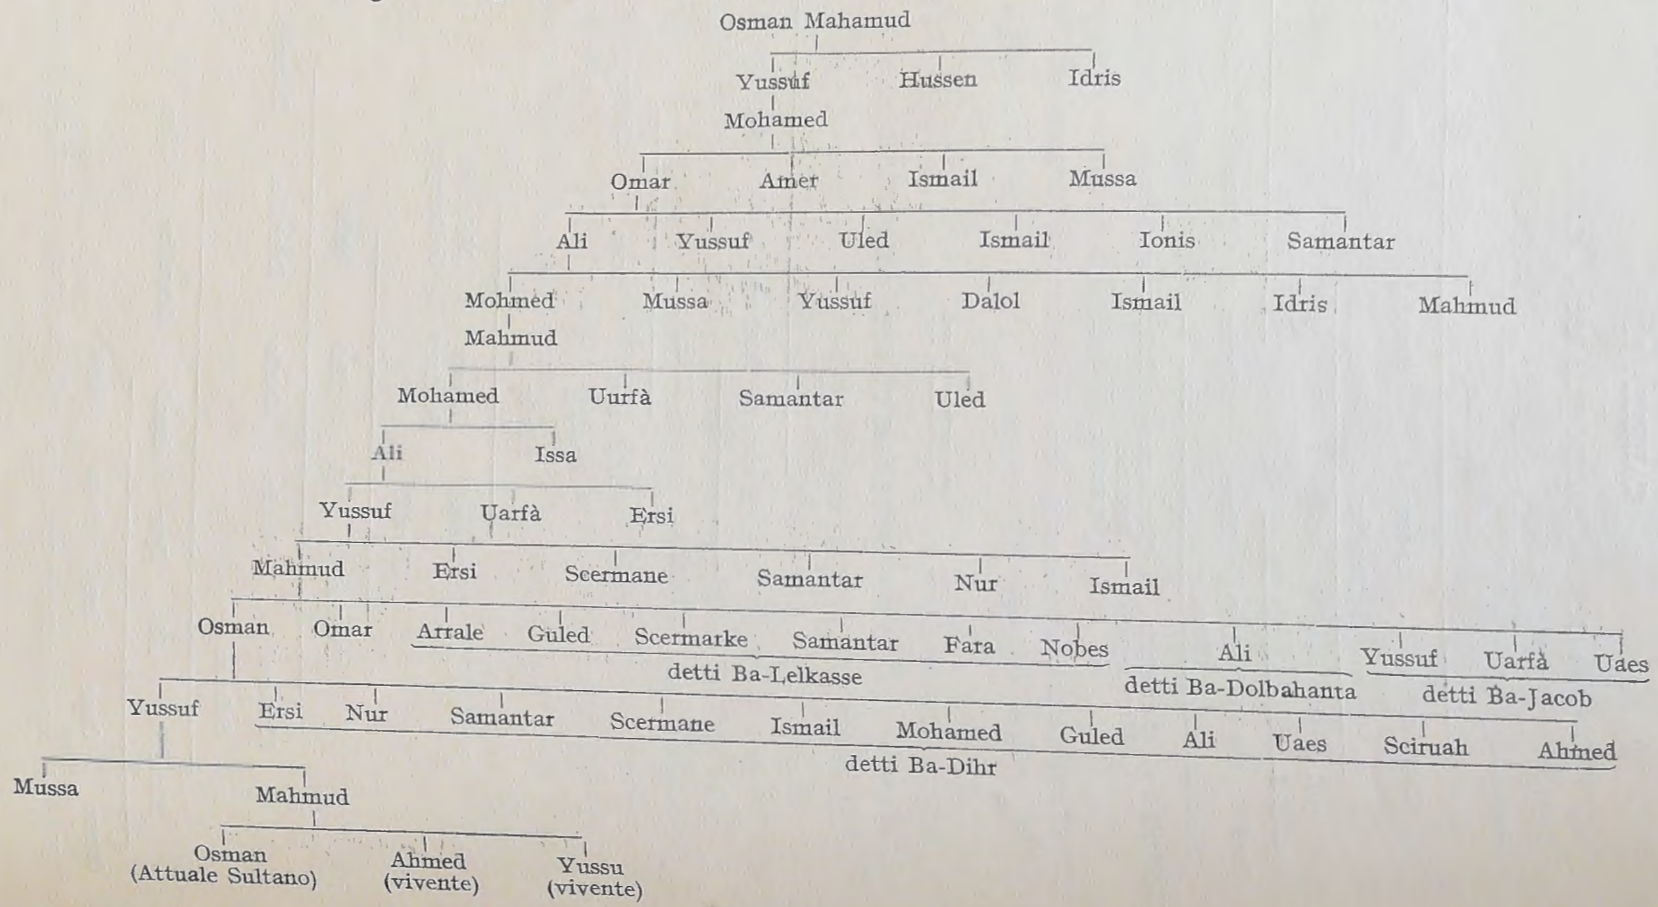 Osman Mahamud
Yussuf Hussen Idris
Mohamed
Omar Amer Ismail Mussa
Ali Yussuf Uled Ismail Ionis Samantar
Mohmed Mussa Yussuf Dalol Ismail Idris Mahmud
Mahmud
Mohamed Uurfà Samantar Uled
Ali Issa
Yussuf Uarfà Ersi
Mahmud Ersi Scermane Samantar Nur Ismail
Osman Omar Arrale Guled Scermarke Samantar Fara Nobes Ali Yussuf Uarfà Uaes
detti Ba-Lelkasse detti Ba-Dolbahanta detti Ba-Jacob
Yussuf Ersi Nur Samantar Scermane Ismail Mohamed Guled Ali Uaes Sciruah Ahmed
detti Ba-Dihr
Mussa Mahmud
Osman Ahmed Yussu
(Attuale Sultano) (vivente) (vivente)